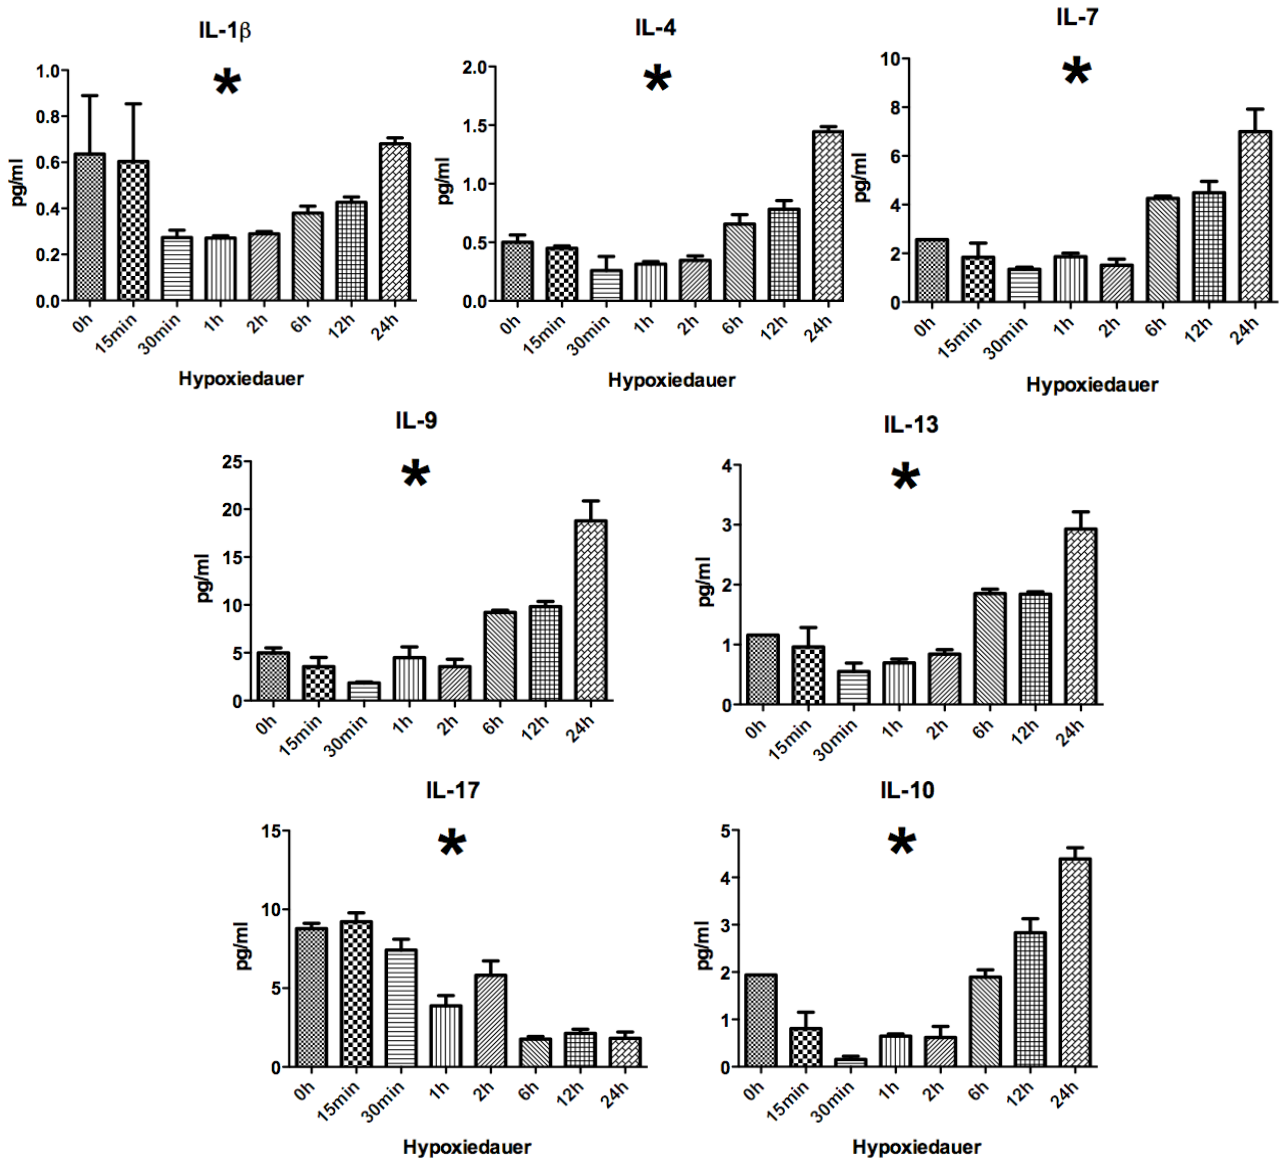 IL-1β
*
pg/ml
1.0
0.8
0.6
0.4
0.2
0.0
0h 15min 30min 1h 2h 6h 12h 24h
Hypoxiedauer
IL-4
*
pg/ml
2.0
1.5
1.0
0.5
0.0
0h 15min 30min 1h 2h 6h 12h 24h
Hypoxiedauer
IL-7
*
pg/ml
10
8
6
4
2
0
0h 15min 30min 1h 2h 6h 12h 24h
Hypoxiedauer
IL-9
*
pg/ml
25
20
15
10
5
0
0h 15min 30min 1h 2h 6h 12h 24h
IL-13
*
pg/ml
4
3
2
1
0
0h 15min 30min 1h 2h 6h 12h 24h
IL-17
*
pg/ml
15
10
5
0
0h 15min 30min 1h 2h 6h 12h 24h
Hypoxiedauer
IL-10
*
pg/ml
5
4
3
2
1
0
0h 15min 30min 1h 2h 6h 12h 24h
Hypoxiedauer